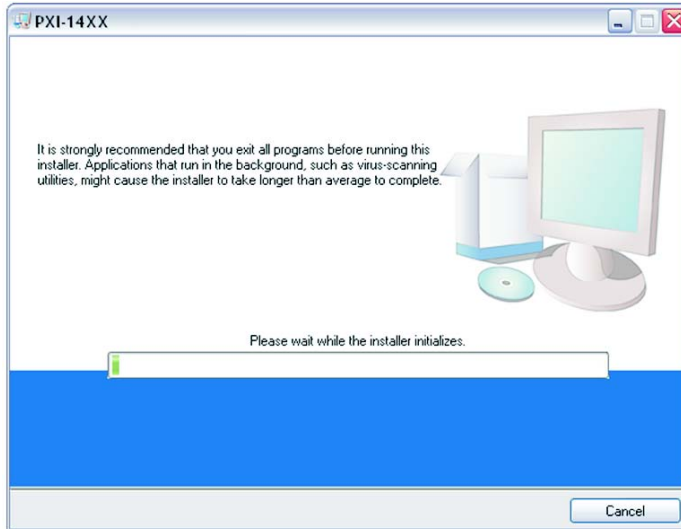 PXI-14XX
It is strongly recommended that you exit all programs before running this
installer. Applications that run in the background, such as virus-scanning
utilities, might cause the installer to take longer than average to complete.
Please wait while the installer initializes.
Cancel